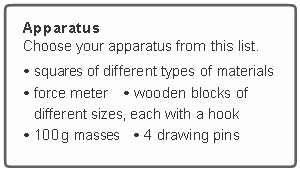 Apparatus
Choose your apparatus from this list.
• squares of different types of materials
• force meter • wooden blocks of
different sizes, each with a hook
• 100g masses • 4 drawing pins